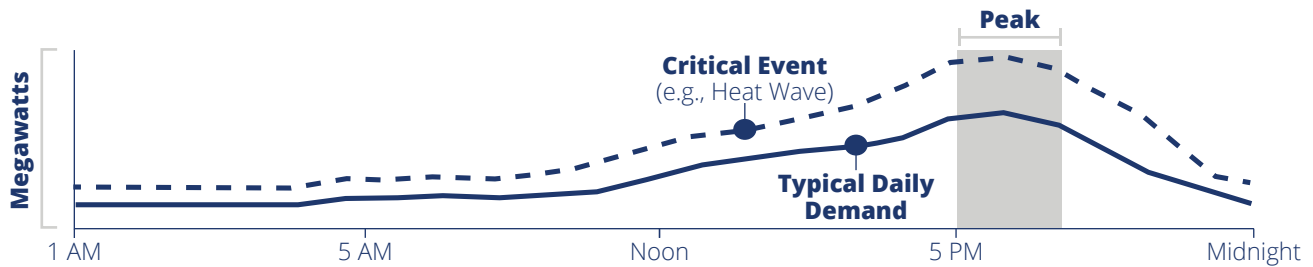 Peak
Critical Event
(e.g., Heat Wave)
Megawatts
Typical Daily
Demand
1 AM
5 AM
Noon
5 PM
Midnight